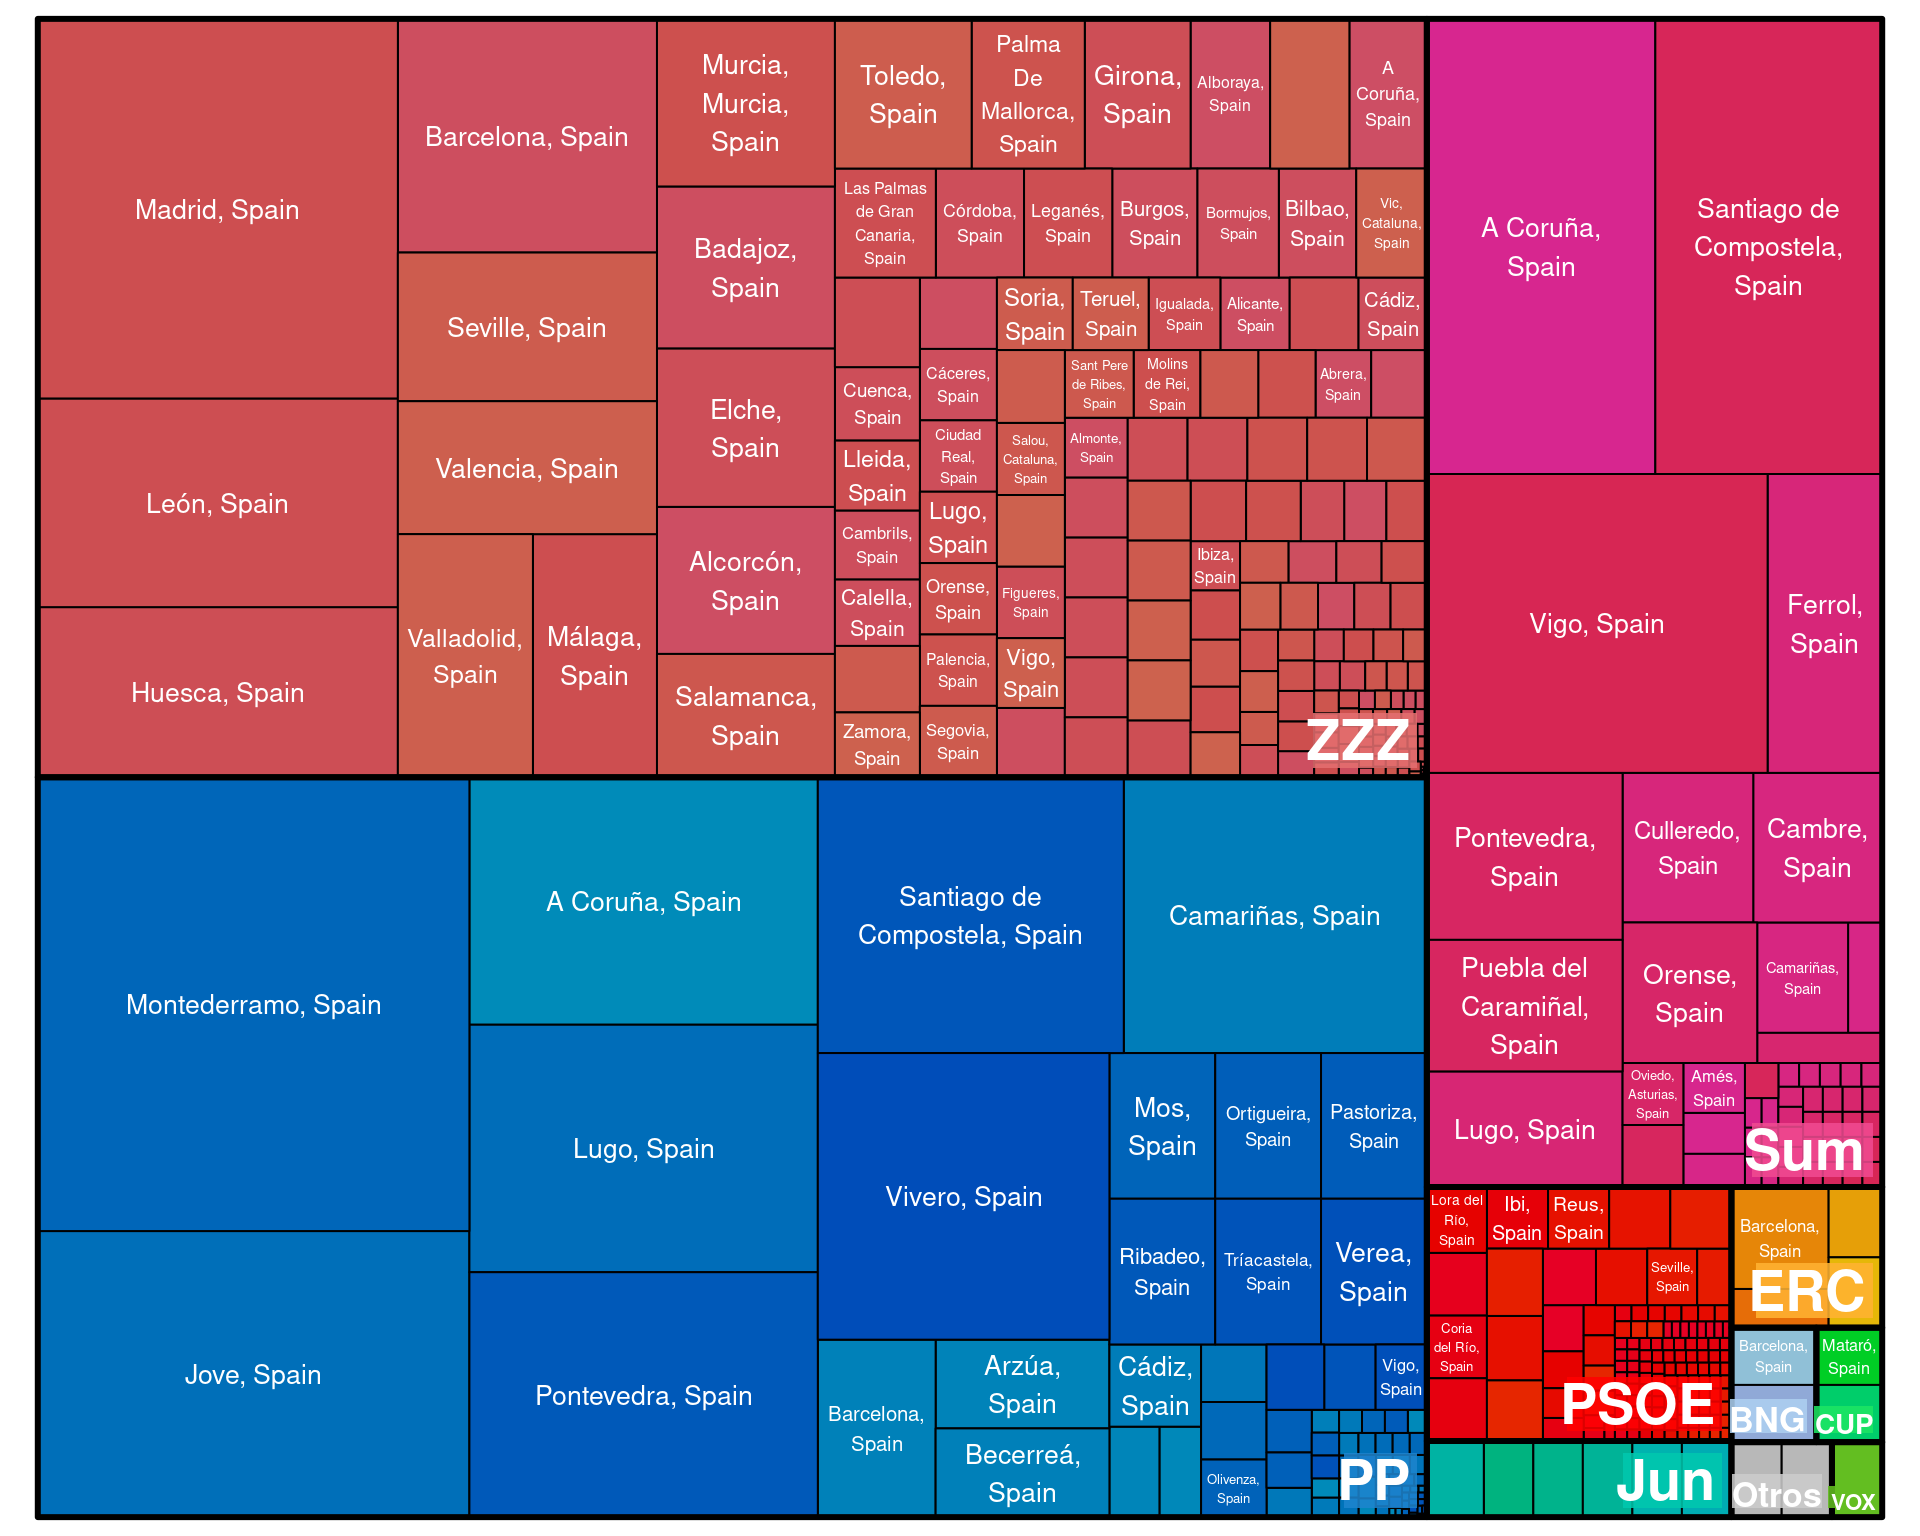 Madrid, Spain
León, Spain
Huesca, Spain
Barcelona, Spain
Seville, Spain
Valencia, Spain
Valladolid,
Spain
Málaga,
Spain
Murcia,
Murcia,
Spain
Badajoz,
Spain
Elche,
Spain
Alcorcón,
Spain
Salamanca,
Spain
Toledo,
Spain
Palma
De
Mallorca,
Spain
Girona,
Spain
Alboraya,
Spain
A
Coruña,
Spain
Las Palmas
de Gran
Canaria,
Spain
Córdoba,
Spain
Leganés,
Spain
Burgos,
Spain
Bormujos,
Spain
Bilbao,
Spain
Vic,
Cataluna,
Spain
Cuenca,
Spain
Lleida,
Spain
Cambrils,
Spain
Calella,
Spain
Zamora,
Spain
Cáceres,
Spain
Ciudad
Real,
Spain
Lugo,
Spain
Orense,
Spain
Palencia,
Spain
Segovia,
Spain
Soria,
Spain
Teruel,
Spain
Igualada,
Spain
Alicante,
Spain
Cádiz,
Spain
Salou,
Cataluna,
Spain
Figueres,
Spain
Vigo,
Spain
Sant Pere
de Ribes,
Spain
Molins
de Rei,
Spain
Abrera,
Spain
Almonte,
Spain
Ibiza,
Spain
ZZZ
Montederramo, Spain
Jove, Spain
A Coruña, Spain
Lugo, Spain
Pontevedra, Spain
Santiago de
Compostela, Spain
Camariñas, Spain
Vivero, Spain
Mos,
Spain
Ortigueira,
Spain
Pastoriza,
Spain
Ribadeo,
Spain
Tríacastela,
Spain
Verea,
Spain
Barcelona,
Spain
Arzúa,
Spain
Becerreá,
Spain
Cádiz,
Spain
Olivenza,
Spain
Vigo,
Spain
PP
A Coruña,
Spain
Santiago de
Compostela,
Spain
Vigo, Spain
Ferrol,
Spain
Pontevedra,
Spain
Puebla del
Caramiñal,
Spain
Lugo, Spain
Culleredo,
Spain
Cambre,
Spain
Orense,
Spain
Camariñas,
Spain
Oviedo,
Asturias,
Spain
Amés,
Spain
Sum
Lora del
Río,
Spain
Ibi,
Spain
Reus,
Spain
Seville,
Spain
Coria
del Río,
Spain
PSOE
Barcelona,
Spain
ERC
Barcelona,
Spain
BNG
Mataró,
Spain
CUP
Jun
Otros
VOX